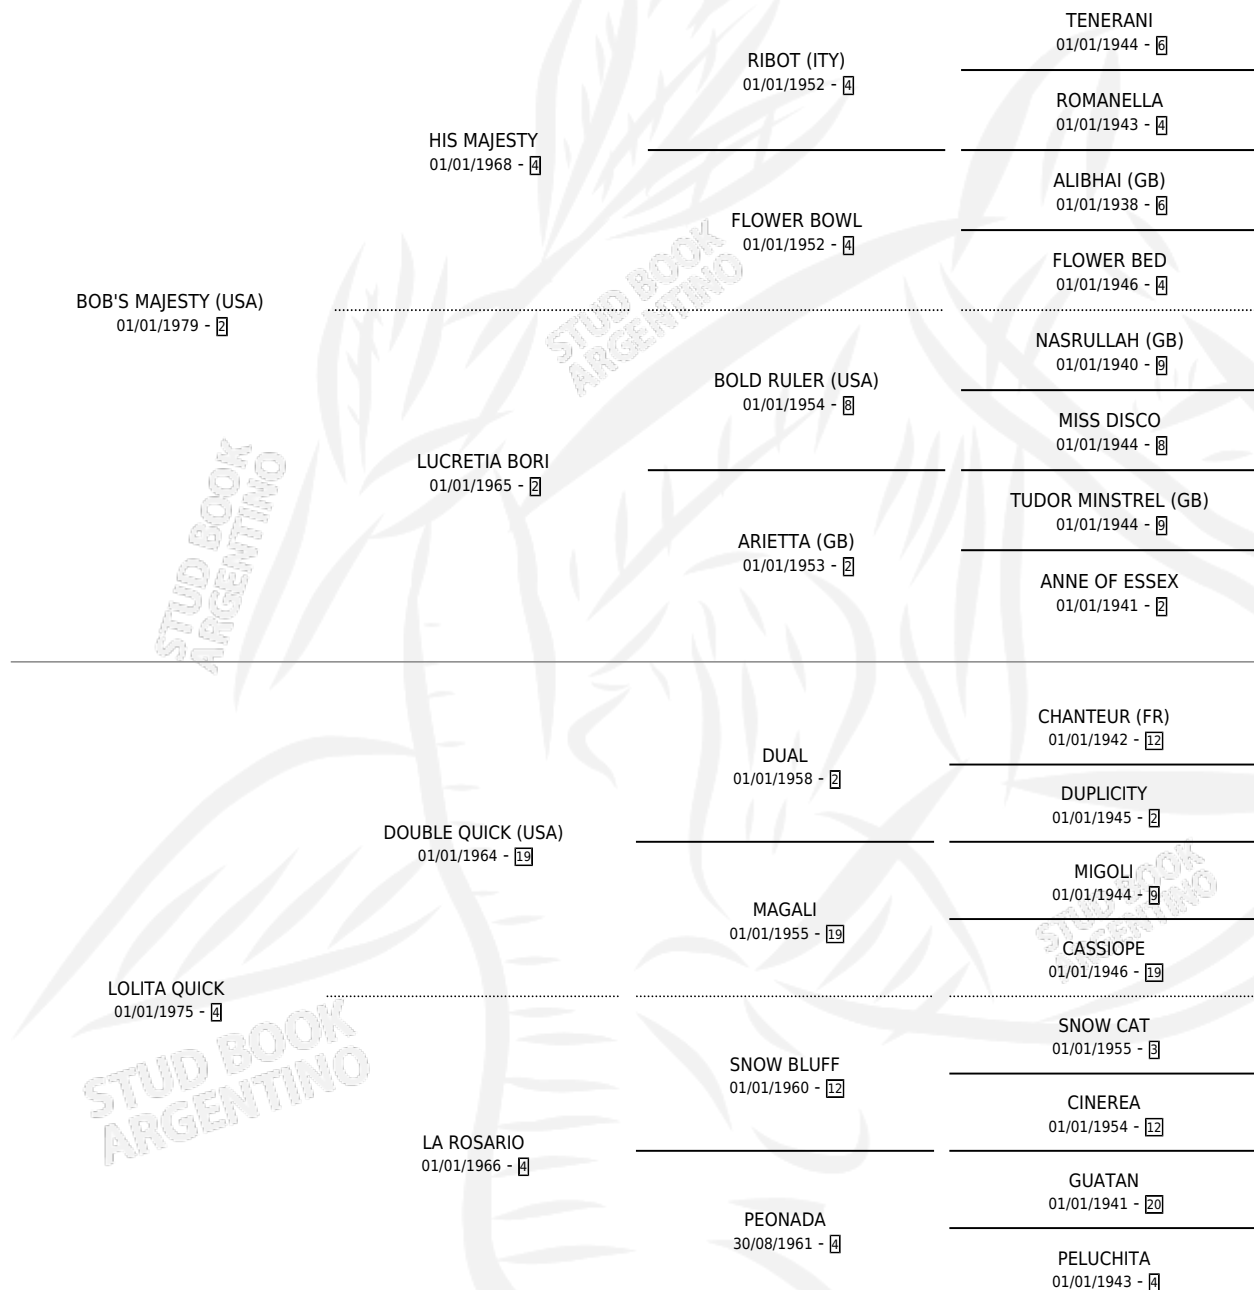 TENERANI
01/01/1944 - 6
RIBOT (ITY)
01/01/1952 - 4
ROMANELLA
01/01/1943 - 4
HIS MAJESTY
01/01/1968 - 4
ALIBHAI (GB)
01/01/1938 - 6
FLOWER BOWL
01/01/1952 - 4
FLOWER BED
01/01/1946 - 4
BOB'S MAJESTY (USA)
01/01/1979 - 2
NASRULLAH (GB)
01/01/1940 - 9
BOLD RULER (USA)
01/01/1954 - 8
MISS DISCO
01/01/1944 - 8
LUCRETIA BORI
01/01/1965 - 2
TUDOR MINSTREL (GB)
01/01/1944 - 9
ARIETTA (GB)
01/01/1953 - 2
ANNE OF ESSEX
01/01/1941 - 2
CHANTEUR (FR)
01/01/1942 - 12
DUAL
01/01/1958 - 2
DUPLICITY
01/01/1945 - 2
DOUBLE QUICK (USA)
01/01/1964 - 19
MIGOLI
01/01/1944 - 9
MAGALI
01/01/1955 - 19
CASSIOPE
01/01/1946 - 19
LOLITA QUICK
01/01/1975 - 4
SNOW CAT
01/01/1955 - 3
SNOW BLUFF
01/01/1960 - 12
CINEREA
01/01/1954 - 12
LA ROSARIO
01/01/1966 - 4
GUATAN
01/01/1941 - 20
PEONADA
30/08/1961 - 4
PELUCHITA
01/01/1943 - 4
STUD BOOK
ARGENTINO
STUD BOOK
ARGENTINO
STUD BOOK
ARGENTINO
STUD BOOK
ARGENTINO